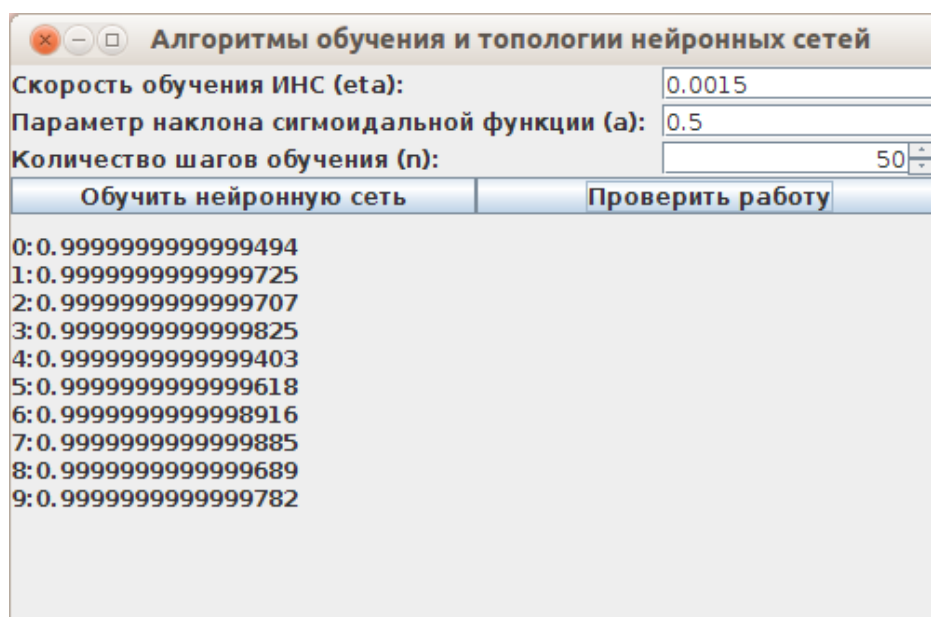 Алгоритмы обучения и топологии нейронных сетей
Скорость обучения ИНС (eta): 0.0015
Параметр наклона сигмоидальной функции (a): 0.5
Количество шагов обучения (n): 50
Обучить нейронную сеть Проверить работу
0:0.9999999999999494
1:0.9999999999999725
2:0.9999999999999707
3:0.9999999999999825
4:0.9999999999999403
5:0.9999999999999618
6:0.9999999999998916
7:0.9999999999999885
8:0.9999999999999689
9:0.9999999999999782